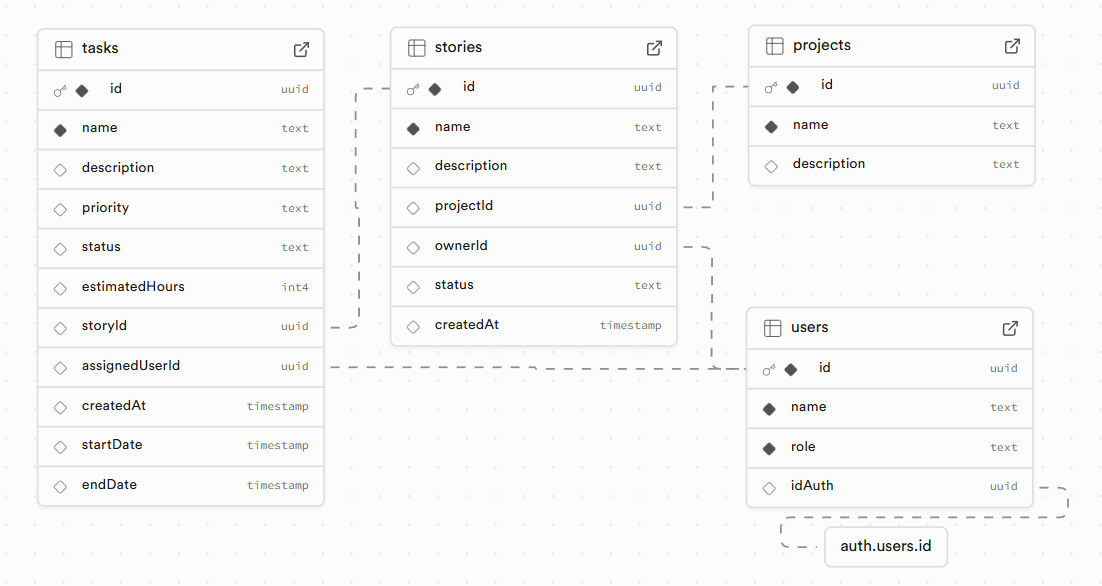 tasks
id uuid
name text
description text
priority text
status text
estimatedHours int4
storyId uuid
assignedUserId uuid
createdAt timestamp
startDate timestamp
endDate timestamp
stories
id uuid
name text
description text
projectId uuid
ownerId uuid
status text
createdAt timestamp
projects
id uuid
name text
description text
users
id uuid
name text
role text
idAuth uuid
auth.users.id